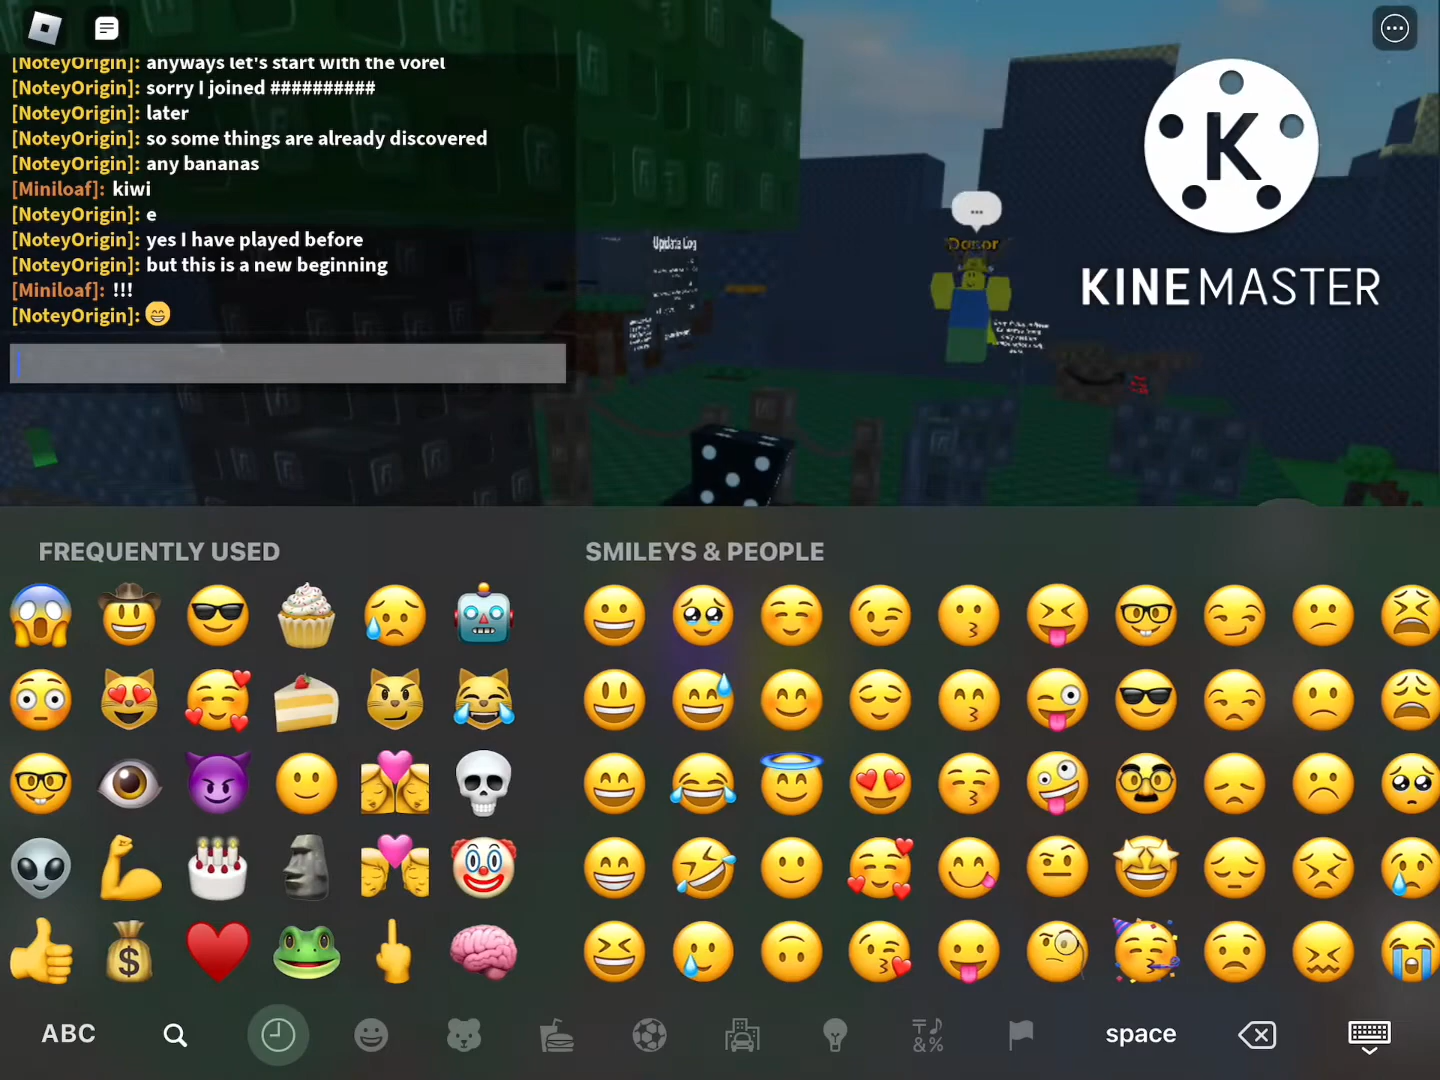 [NoteyOrigin]: anyways let's start with the vorel
[NoteyOrigin]: sorry I joined ##########
[NoteyOrigin]: later
[NoteyOrigin]: so some things are already discovered
[NoteyOrigin]: any bananas
[Miniloaf]: kiwi
[NoteyOrigin]: e
[NoteyOrigin]: yes I have played before
[NoteyOrigin]: but this is a new beginning
[Miniloaf]: !!!
[NoteyOrigin]: 😁
Update Log
...
Donor
K
KINEMASTER
FREQUENTLY USED
SMILEYS & PEOPLE
ABC
space